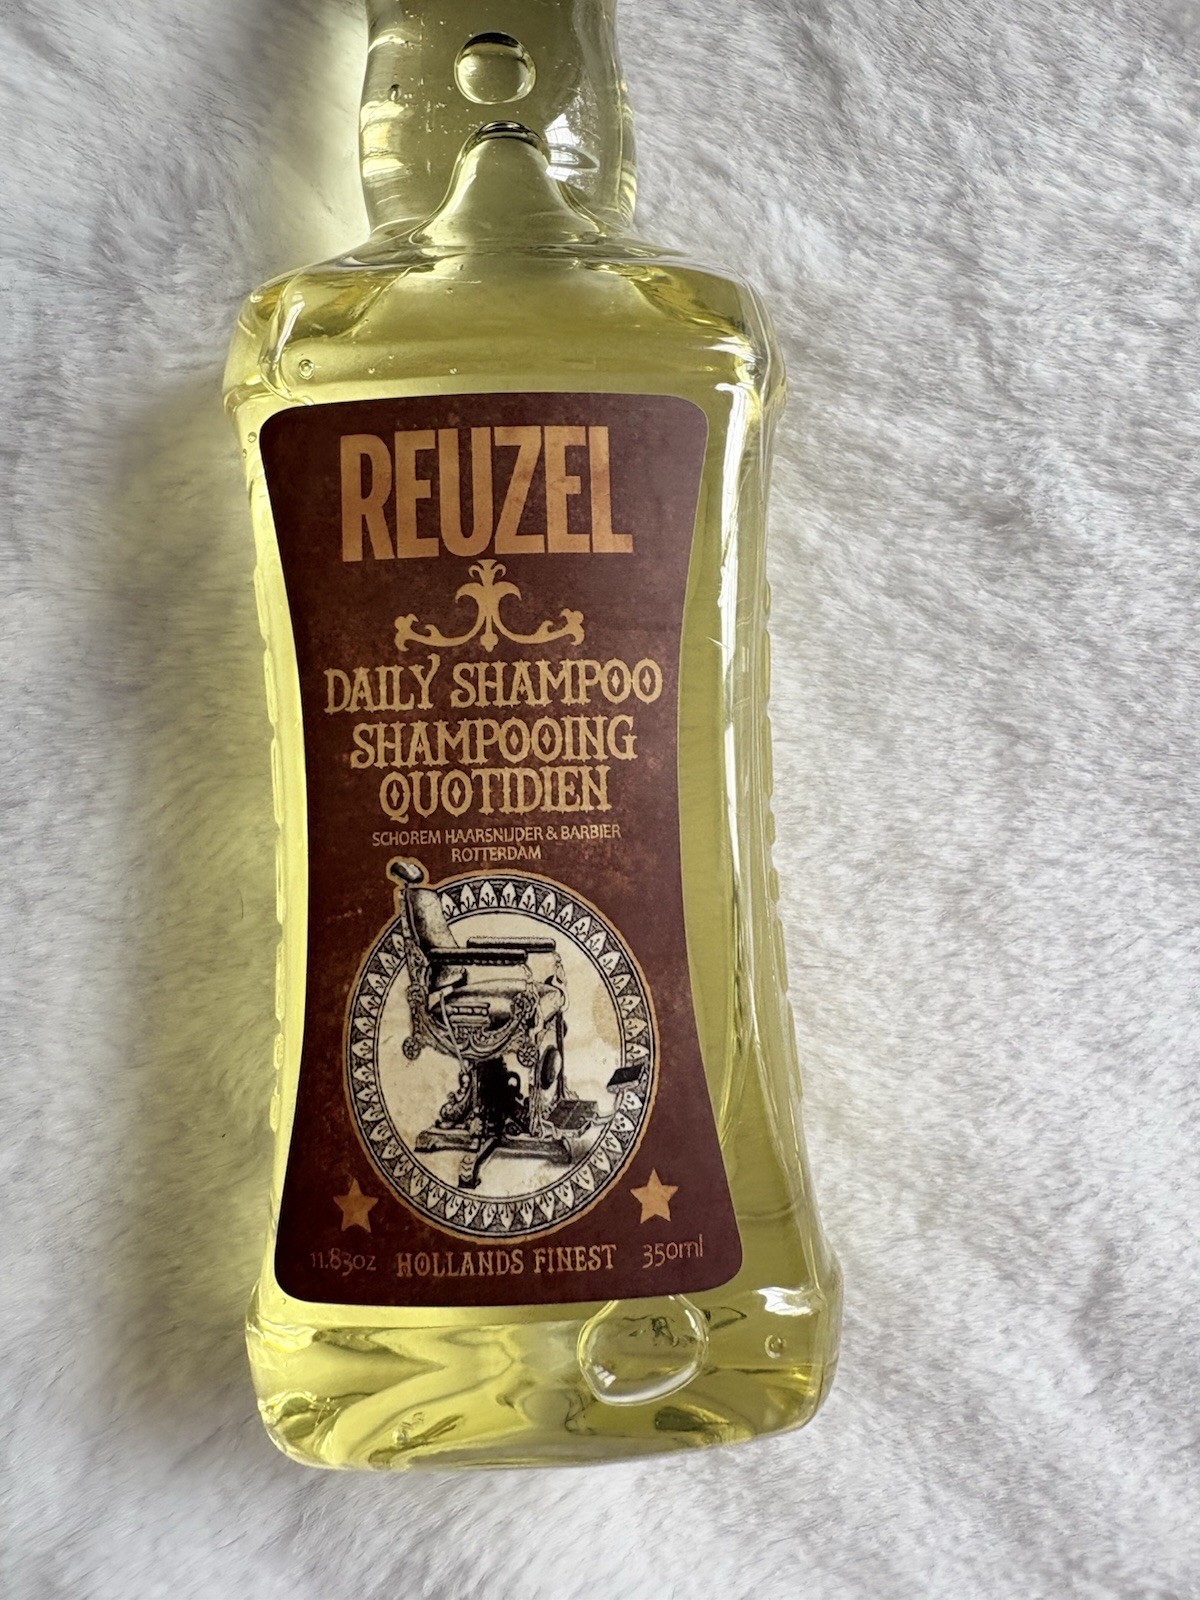 REUZEL
DAILY SHAMPOO
SHAMPOOING
QUOTIDIEN
SCHOREM HAARSNIJDER & BARBIER
ROTTERDAM
11.83oz HOLLANDS FINEST 350ml